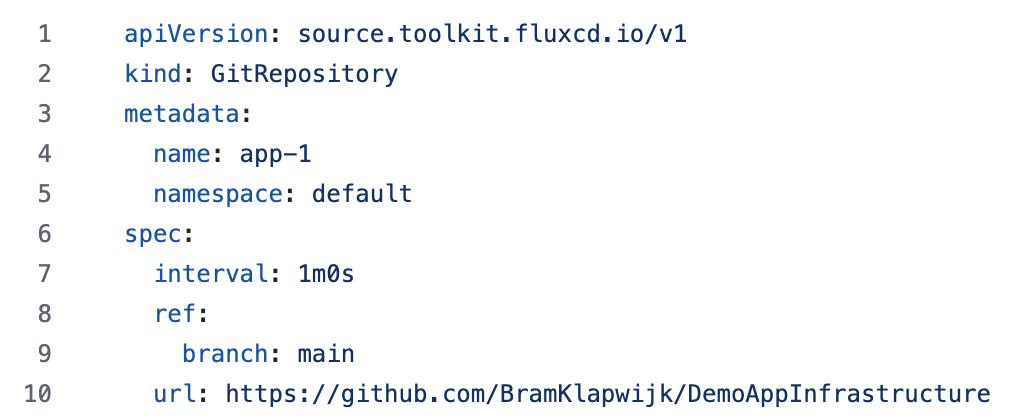 1 apiVersion: source.toolkit.fluxcd.io/v1
2 kind: GitRepository
3 metadata:
4   name: app-1
5   namespace: default
6 spec:
7   interval: 1m0s
8   ref:
9     branch: main
10   url: https://github.com/BramKlapwijk/DemoAppInfrastructure